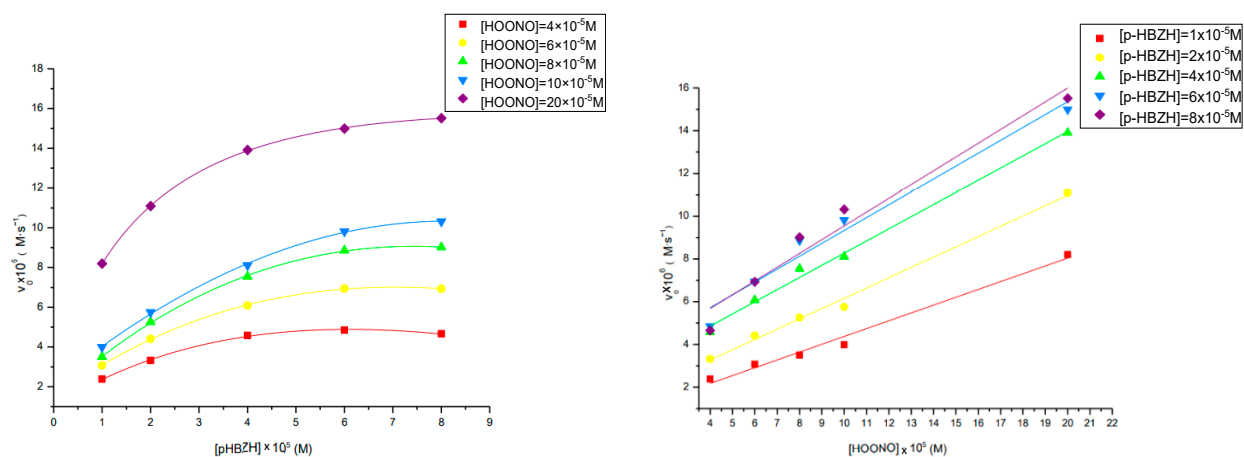 [HOONO]=4×10⁻⁵M
[HOONO]=6×10⁻⁵M
[HOONO]=8×10⁻⁵M
[HOONO]=10×10⁻⁵M
[HOONO]=20×10⁻⁵M
18
16
14
12
10
8
6
4
2
v₀x10⁶ ( M·s⁻¹)
0 1 2 3 4 5 6 7 8 9
[pHBZH] x 10⁵ (M)
[p-HBZH]=1x10⁻⁵M
[p-HBZH]=2x10⁻⁵M
[p-HBZH]=4x10⁻⁵M
[p-HBZH]=6x10⁻⁵M
[p-HBZH]=8x10⁻⁵M
16
14
12
10
8
6
4
2
v₀x10⁶ ( M·s⁻¹)
4 5 6 7 8 9 10 11 12 13 14 15 16 17 18 19 20 21 22
[HOONO] x 10⁵ (M)